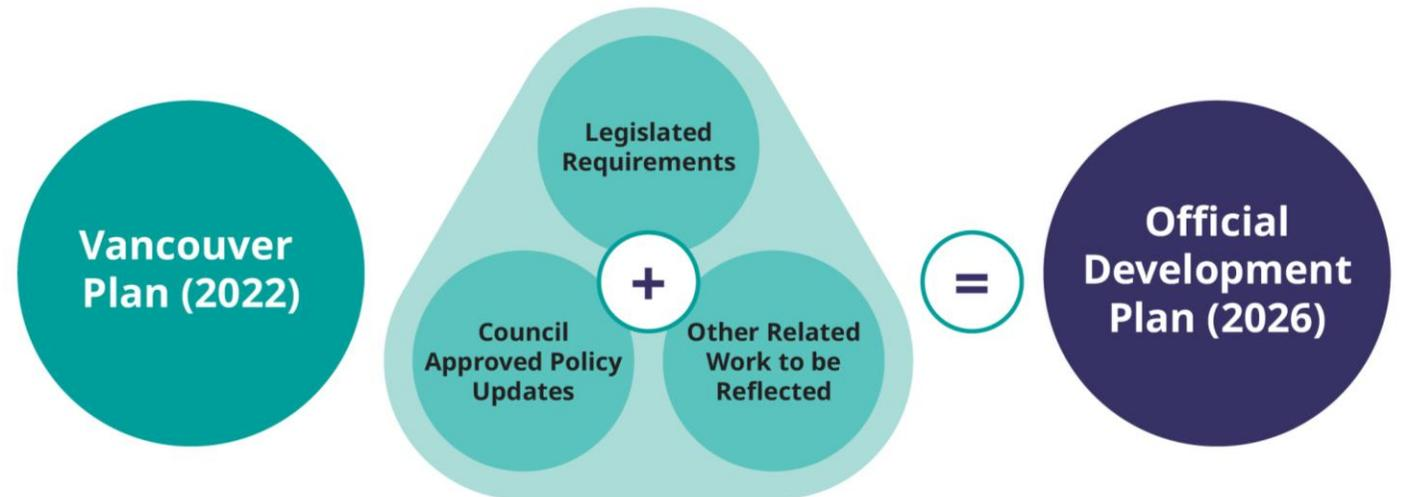 Vancouver
Plan (2022)
Legislated
Requirements
+
Council
Approved Policy
Updates
Other Related
Work to be
Reflected
=
Official
Development
Plan (2026)